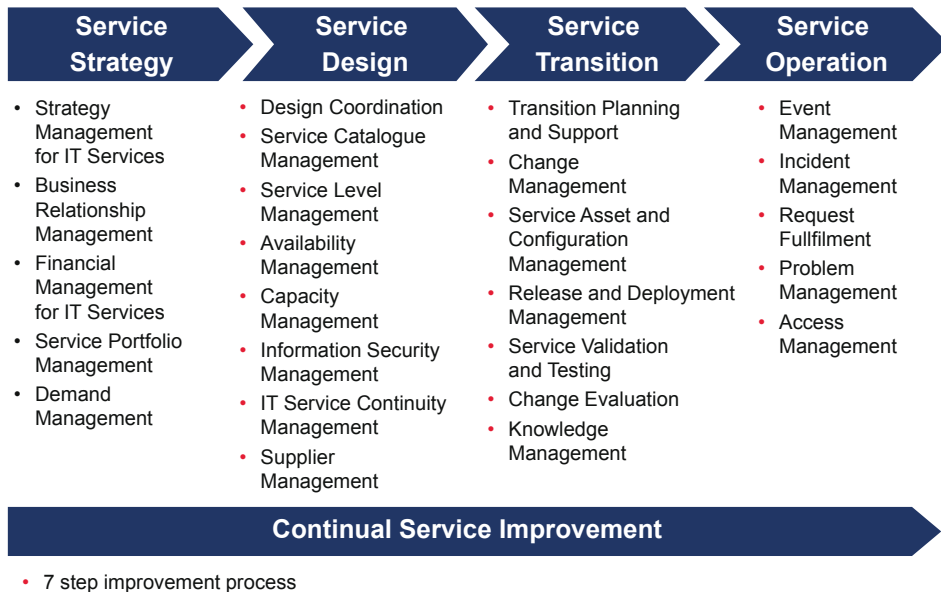 Service
Strategy
Service
Design
Service
Transition
Service
Operation
• Strategy
Management
for IT Services
• Business
Relationship
Management
• Financial
Management
for IT Services
• Service Portfolio
Management
• Demand
Management
• Design Coordination
• Service Catalogue
Management
• Service Level
Management
• Availability
Management
• Capacity
Management
• Information Security
Management
• IT Service Continuity
Management
• Supplier
Management
• Transition Planning
and Support
• Change
Management
• Service Asset and
Configuration
Management
• Release and Deployment
Management
• Service Validation
and Testing
• Change Evaluation
• Knowledge
Management
• Event
Management
• Incident
Management
• Request
Fullfilment
• Problem
Management
• Access
Management
Continual Service Improvement
• 7 step improvement process